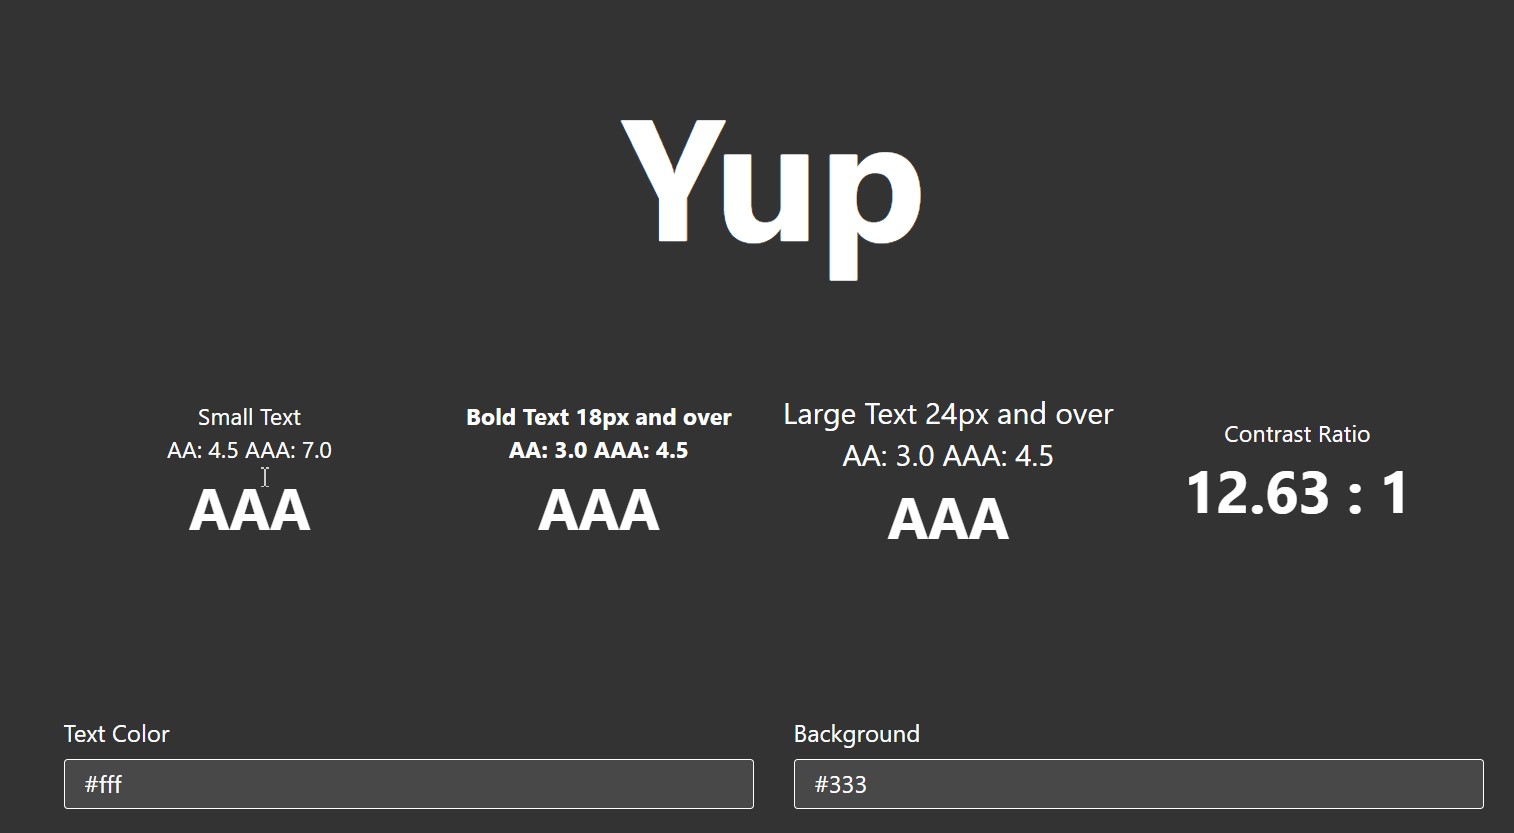 Yup
Small Text
AA: 4.5 AAA: 7.0
AAA
Bold Text 18px and over
AA: 3.0 AAA: 4.5
AAA
Large Text 24px and over
AA: 3.0 AAA: 4.5
AAA
Contrast Ratio
12.63 : 1
Text Color
#fff
Background
#333